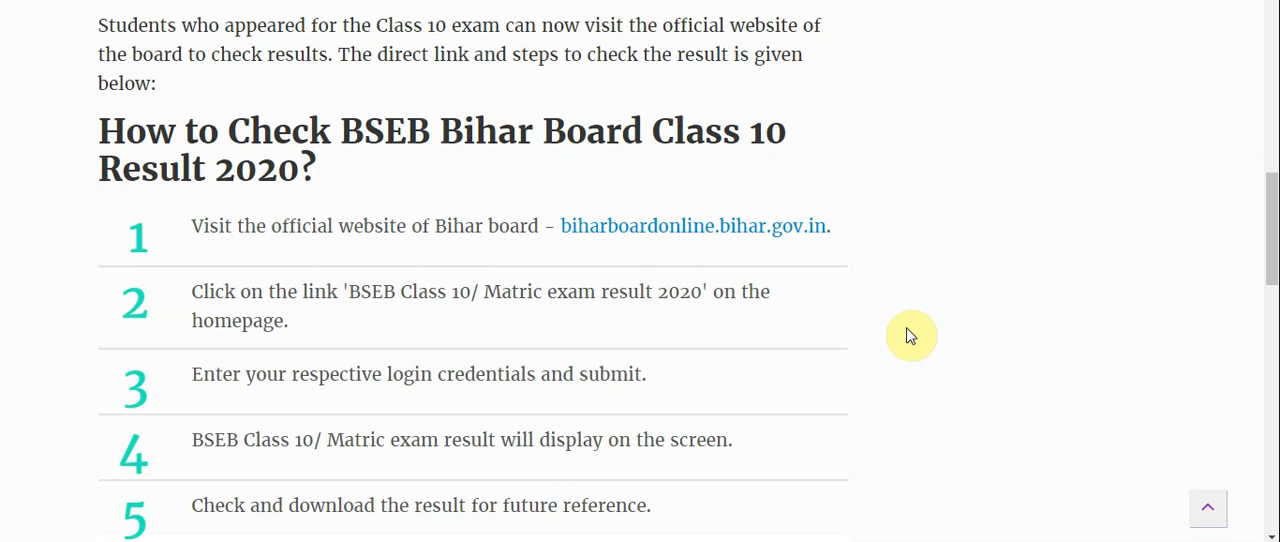 Students who appeared for the Class 10 exam can now visit the official website of
the board to check results. The direct link and steps to check the result is given
below:
How to Check BSEB Bihar Board Class 10
Result 2020?
1 Visit the official website of Bihar board - biharboardonline.bihar.gov.in.
2 Click on the link 'BSEB Class 10/ Matric exam result 2020' on the
homepage.
3 Enter your respective login credentials and submit.
4 BSEB Class 10/ Matric exam result will display on the screen.
5 Check and download the result for future reference.